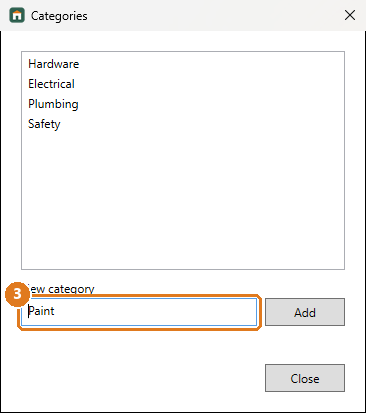 Categories
Hardware
Electrical
Plumbing
Safety
3
ew category
Paint
Add
Close